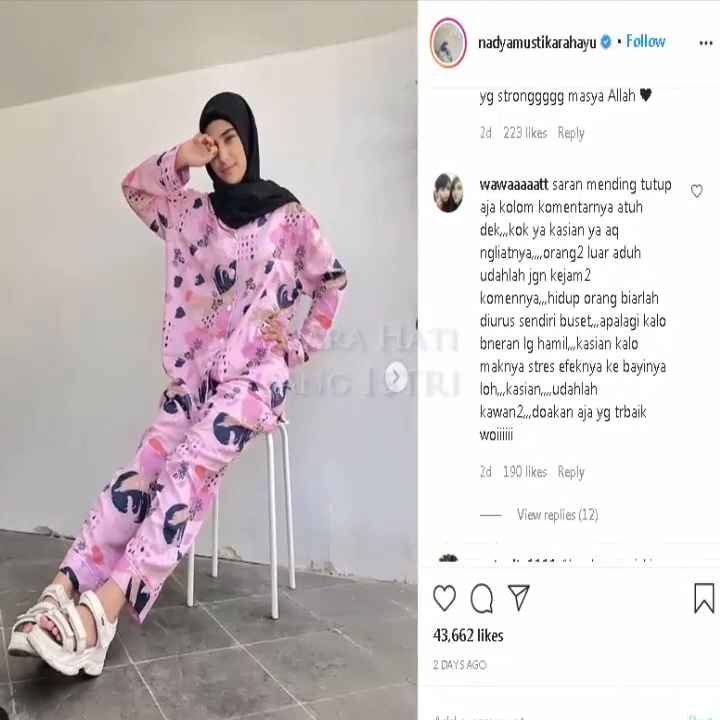 nadyamustikarahayu • Follow
yg stronggggg masya Allah
2d 223 likes Reply
wawaaaaatt saran mending tutup
aja kolom komentarnya atuh
dek,,,kok ya kasian ya aq
ngliatnya,,,,orang2 luar aduh
udahlah jgn kejam2
komennya,,,hidup orang biarlah
diurus sendiri buset,,,apalagi kalo
bneran lg hamil,,,kasian kalo
maknya stres efeknya ke bayinya
loh,,,kasian,,,,udahlah
kawan2,,,doakan aja yg trbaik
woiiiiii
2d 190 likes Reply
View replies (12)
HATI
ISTRI
43,662 likes
2 DAYS AGO